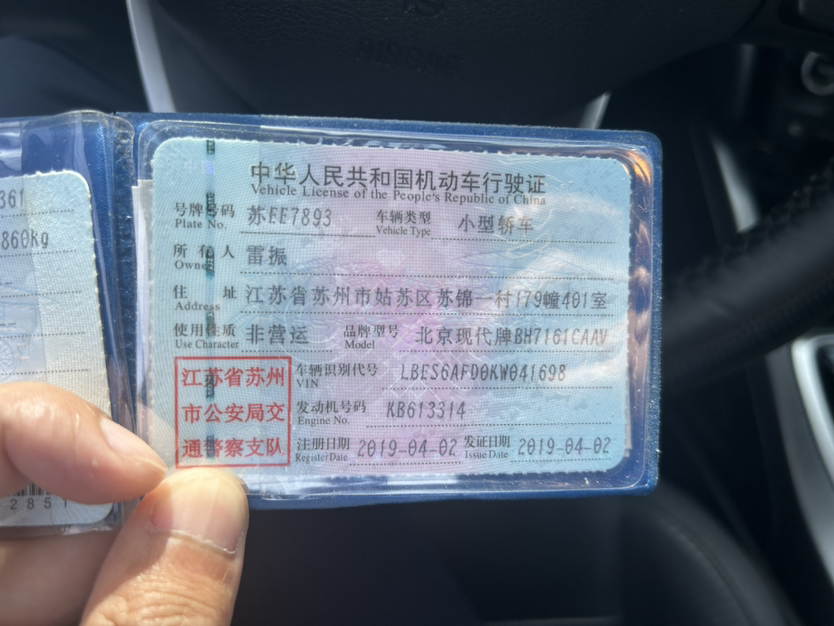 中华人民共和国机动车行驶证
Vehicle License of the People's Republic of China
号牌号码 苏EE7893 车辆类型 小型轿车
Plate No. Vehicle Type
所有人 雷振
Owner
住址 江苏省苏州市姑苏区苏锦一村179幢401室
Address
使用性质 非营运 品牌型号 北京现代牌BH7161CAAV
Use Character Model
江苏省苏州
市公安局交
通警察支队
车辆识别代号 LBES6AFD0KW041698
VIN
发动机号码 KB613314
Engine No.
注册日期 2019-04-02 发证日期 2019-04-02
Register Date Issue Date
361
860kg
2851